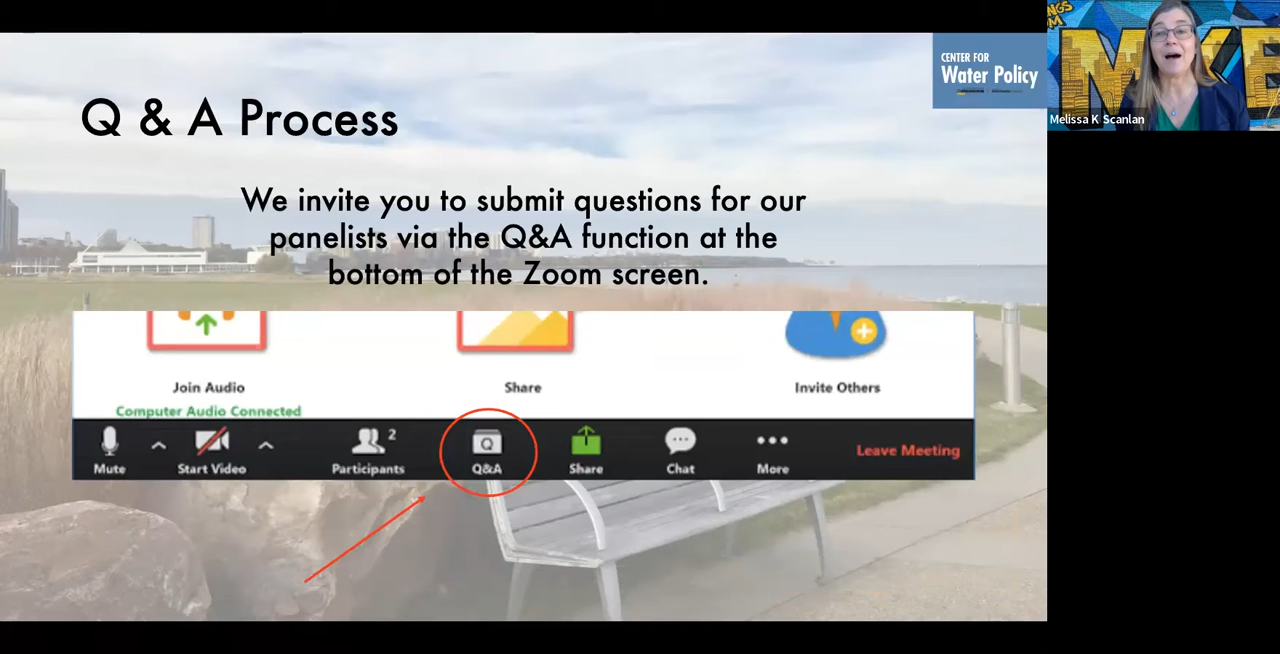 CENTER FOR
Water Policy
Q & A Process
We invite you to submit questions for our
panelists via the Q&A function at the
bottom of the Zoom screen.
Join Audio
Share
Invite Others
Computer Audio Connected
2
Q
Mute
Start Video
Participants
Q&A
Share
Chat
More
Leave Meeting
MKE
Melissa K Scanlan